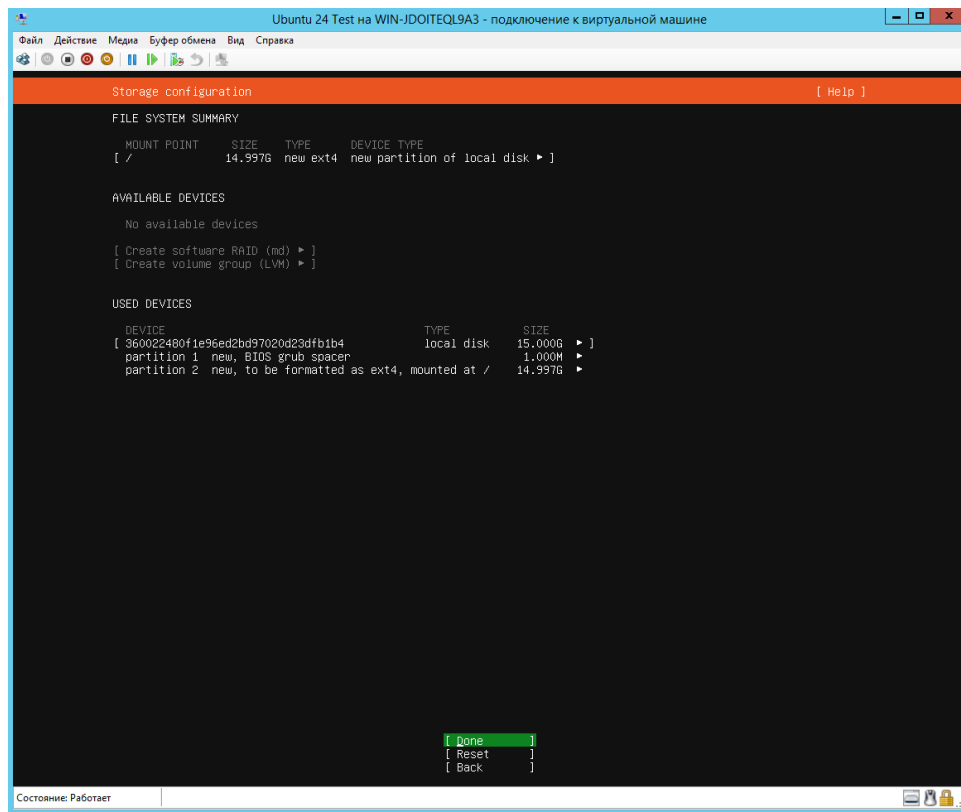 Ubuntu 24 Test на WIN-JDOITEQL9A3 - подключение к виртуальной машине
Файл Действие Медиа Буфер обмена Вид Справка
Storage configuration [ Help ]
FILE SYSTEM SUMMARY
MOUNT POINT SIZE TYPE DEVICE TYPE
[ / 14.997G new ext4 new partition of local disk ▸ ]
AVAILABLE DEVICES
No available devices
[ Create software RAID (md) ▸ ]
[ Create volume group (LVM) ▸ ]
USED DEVICES
DEVICE TYPE SIZE
[ 360022480f1e96ed2bd97020d23dfb1b4 local disk 15.000G ▸ ]
partition 1 new, BIOS grub spacer 1.000M ▸
partition 2 new, to be formatted as ext4, mounted at / 14.997G ▸
[ Done ]
[ Reset ]
[ Back ]
Состояние: Работает